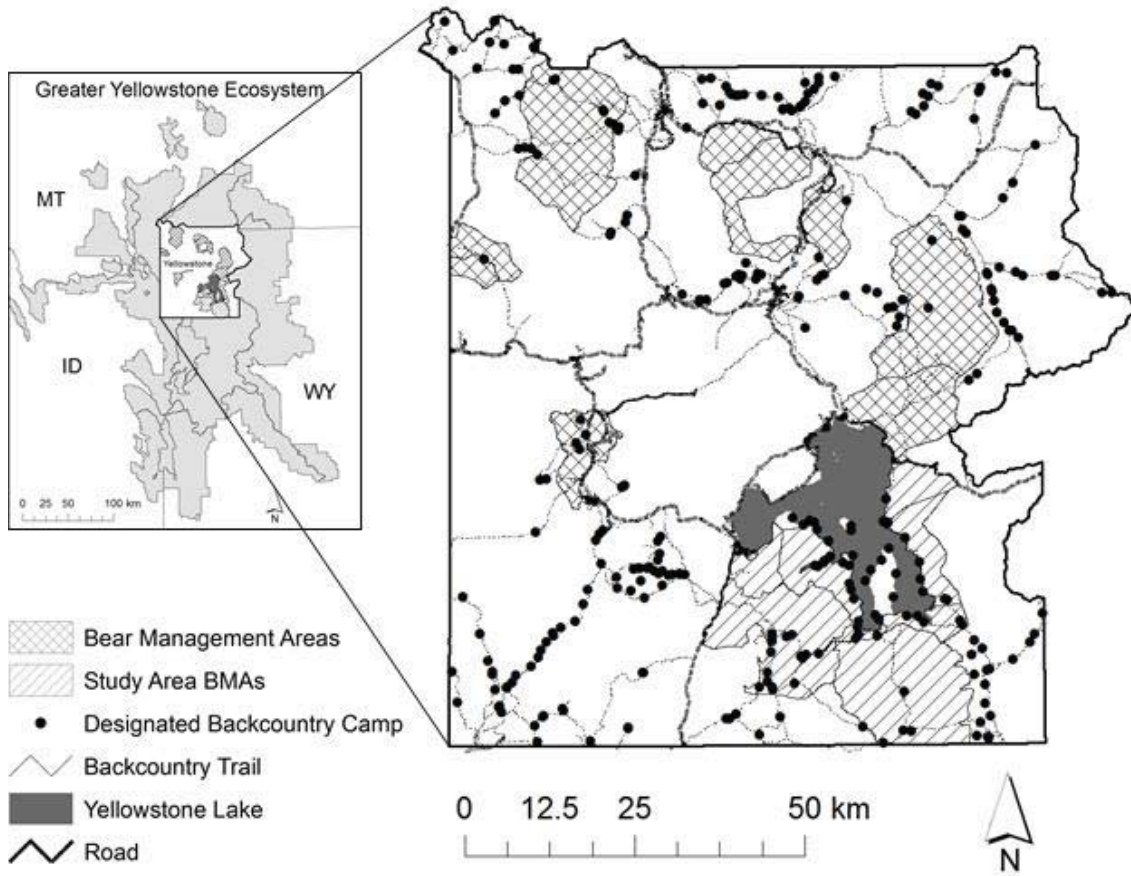 Greater Yellowstone Ecosystem
MT
Yellowstone
ID
WY
0 25 50 100 km
N
Bear Management Areas
Study Area BMAs
Designated Backcountry Camp
Backcountry Trail
Yellowstone Lake
Road
0 12.5 25 50 km
N